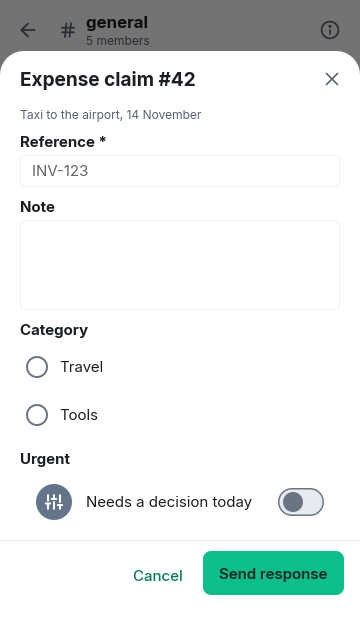 # general
5 members
Expense claim #42
Taxi to the airport, 14 November
Reference *
INV-123
Note
Category
Travel
Tools
Urgent
Needs a decision today
Cancel
Send response